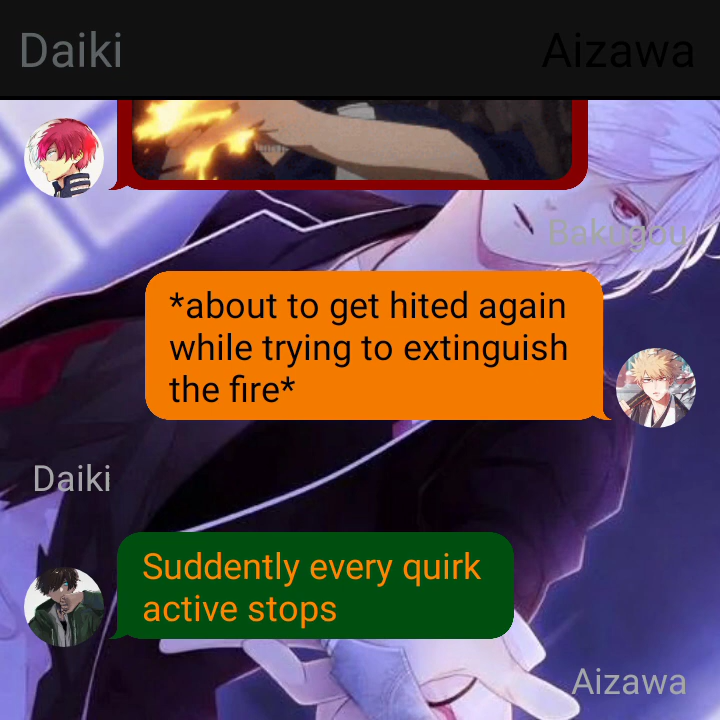 Daiki
Aizawa
Bakugou
*about to get hited again
while trying to extinguish
the fire*
Daiki
Suddently every quirk
active stops
Aizawa